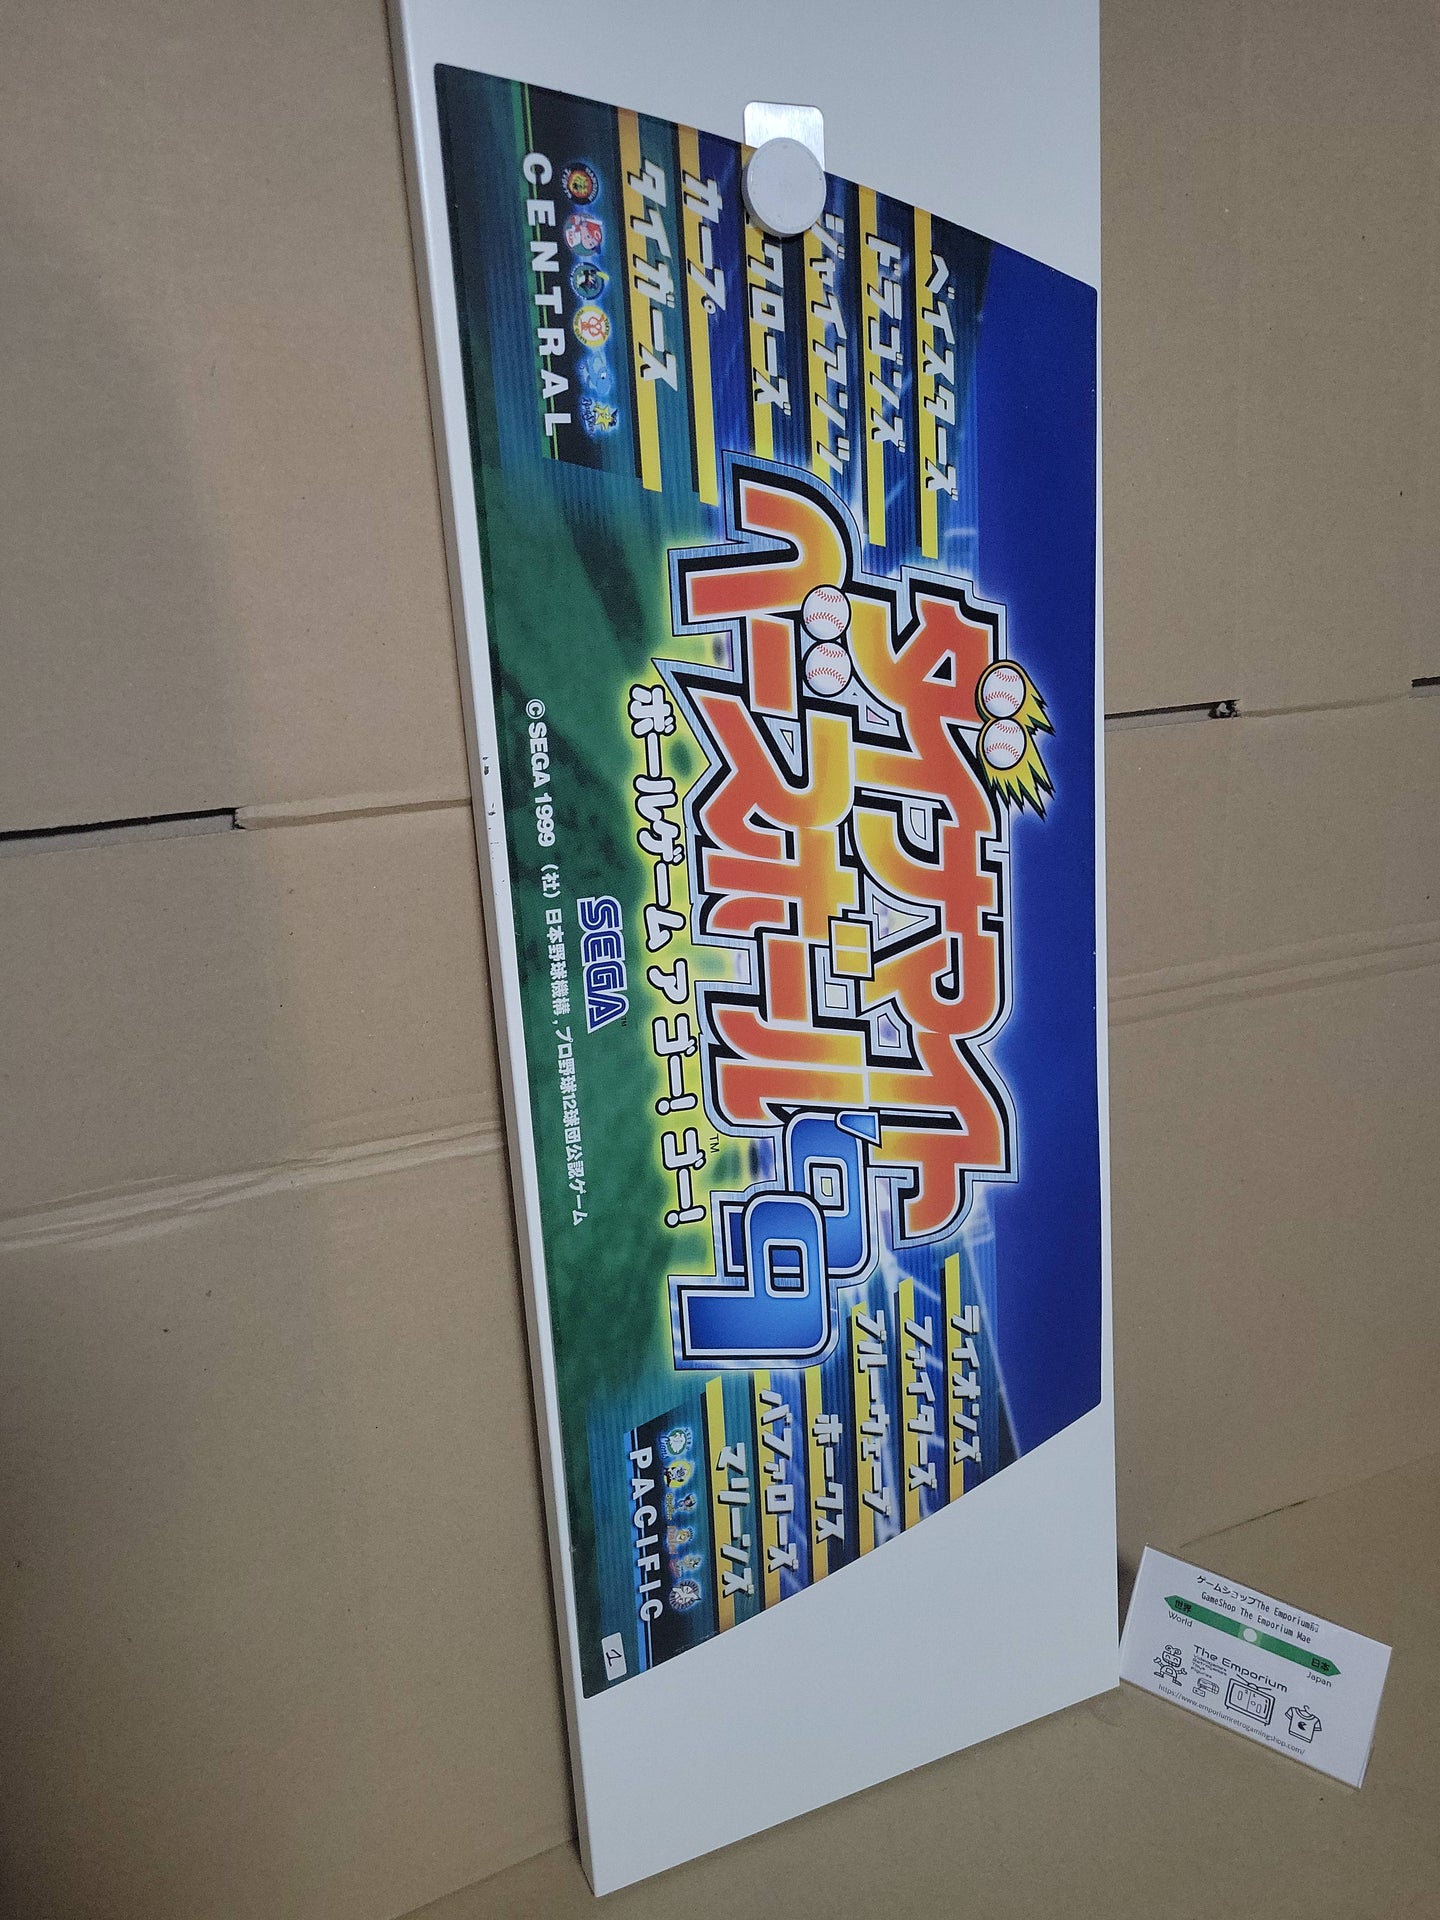 ベイスターズ
ドラゴンズ
ジャイアンツ
クローズ
カープ
タイガース
CENTRAL
ダイナマイト
ベースボール'99
ボールゲーム ア ゴー! ゴー!
TM
SEGA
©SEGA 1999 (社)日本野球機構,プロ野球12球団公認ゲーム
ライオンズ
ファイターズ
ブルーウェーブ
ホークス
バファローズ
マリーンズ
PACIFIC
1
ゲームショップThe Emporium前
GameShop The Emporium Mae
世界
World
日本
Japan
The Emporium
https://www.emporiumretrogamingshop.com/